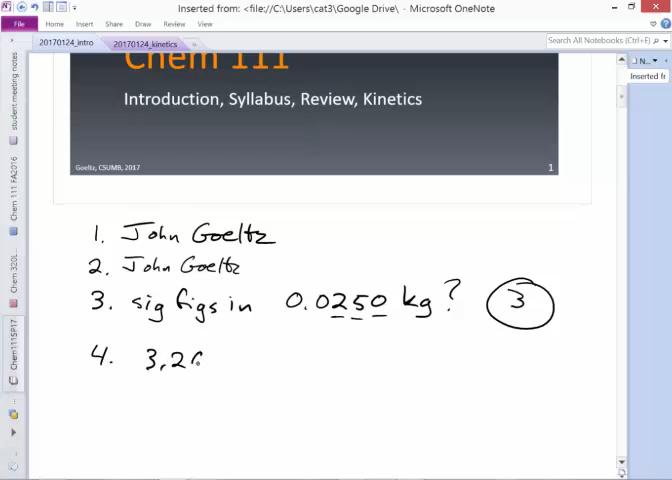 Inserted from: <file://C:\Users\cat3\Google Drive\ - Microsoft OneNote
File Home Insert Share Draw Review View
20170124_intro 20170124_kinetics Search All Notebooks (Ctrl+E)
N...
Inserted fr
student meeting notes
Chem 111 FA2016
Chem 320L
Chem111SP17
Chem 111
Introduction, Syllabus, Review, Kinetics
Goeltz, CSUMB, 2017 1
1. John Goeltz
2. John Goeltz
3. sig figs in 0.0250 kg? 3
4. 3,2